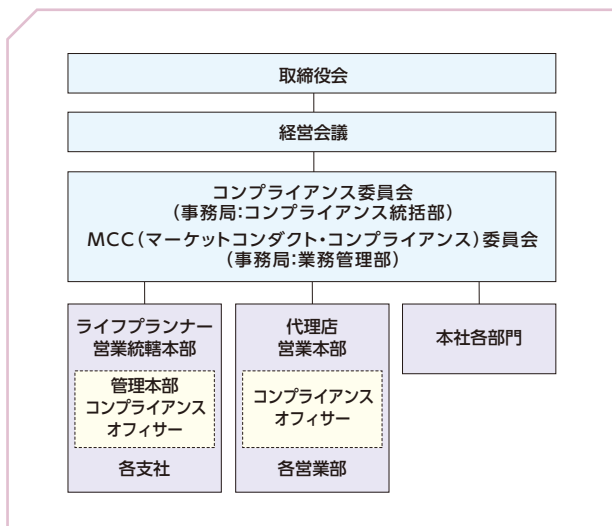 取締役会
経営会議
コンプライアンス委員会
(事務局:コンプライアンス統括部)
MCC(マーケットコンダクト・コンプライアンス)委員会
(事務局:業務管理部)
ライフプランナー
営業統轄本部
管理本部
コンプライアンス
オフィサー
各支社
代理店
営業本部
コンプライアンス
オフィサー
各営業部
本社各部門